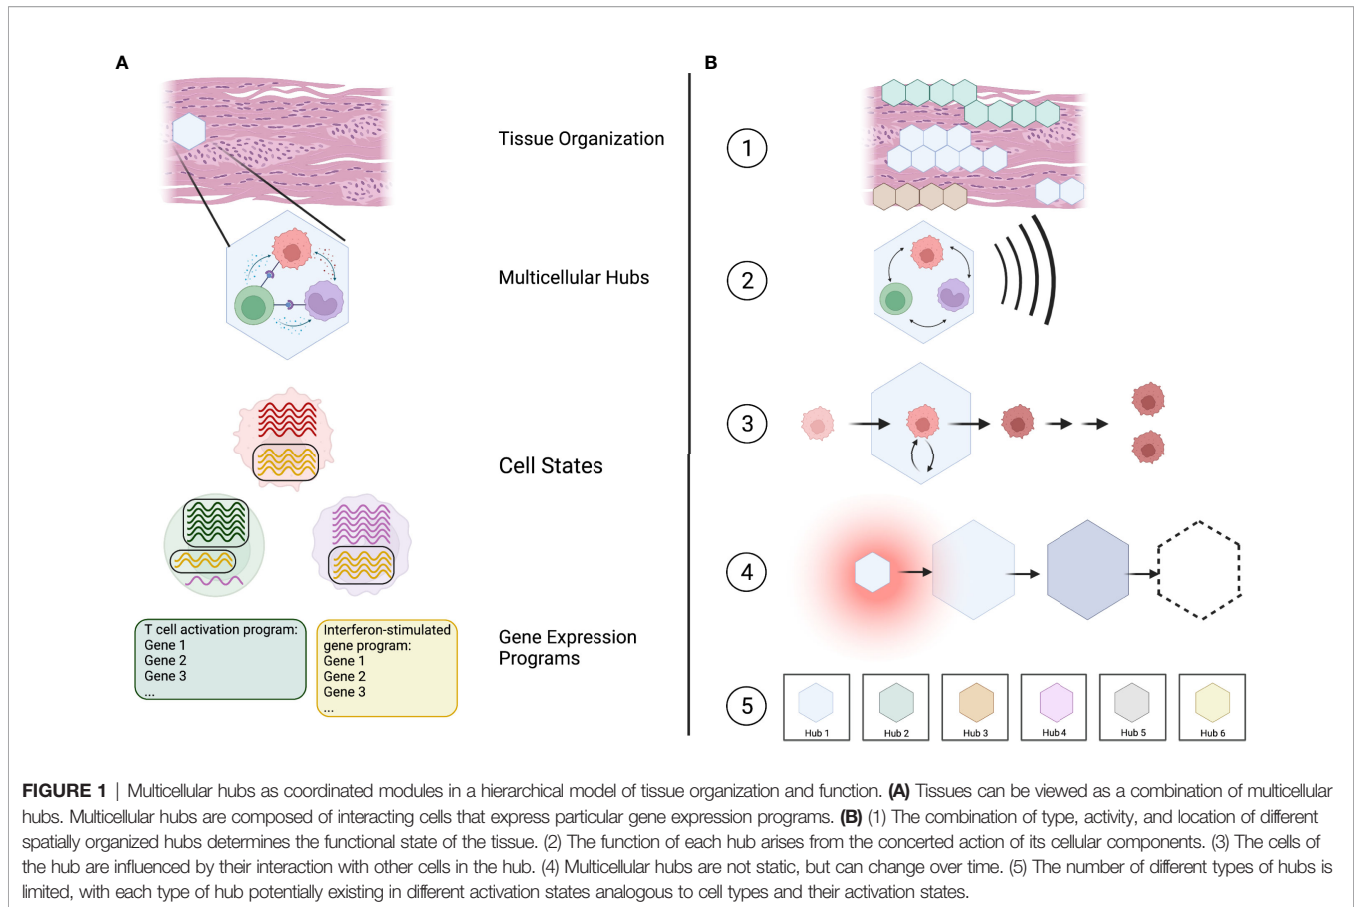 A
B
Tissue Organization
Multicellular Hubs
Cell States
Gene Expression
Programs
T cell activation program:
Gene 1
Gene 2
Gene 3
...
Interferon-stimulated
gene program:
Gene 1
Gene 2
Gene 3
...
1
2
3
4
5
Hub 1
Hub 2
Hub 3
Hub 4
Hub 5
Hub 6
FIGURE 1 | Multicellular hubs as coordinated modules in a hierarchical model of tissue organization and function. (A) Tissues can be viewed as a combination of multicellular
hubs. Multicellular hubs are composed of interacting cells that express particular gene expression programs. (B) (1) The combination of type, activity, and location of different
spatially organized hubs determines the functional state of the tissue. (2) The function of each hub arises from the concerted action of its cellular components. (3) The cells of
the hub are influenced by their interaction with other cells in the hub. (4) Multicellular hubs are not static, but can change over time. (5) The number of different types of hubs is
limited, with each type of hub potentially existing in different activation states analogous to cell types and their activation states.